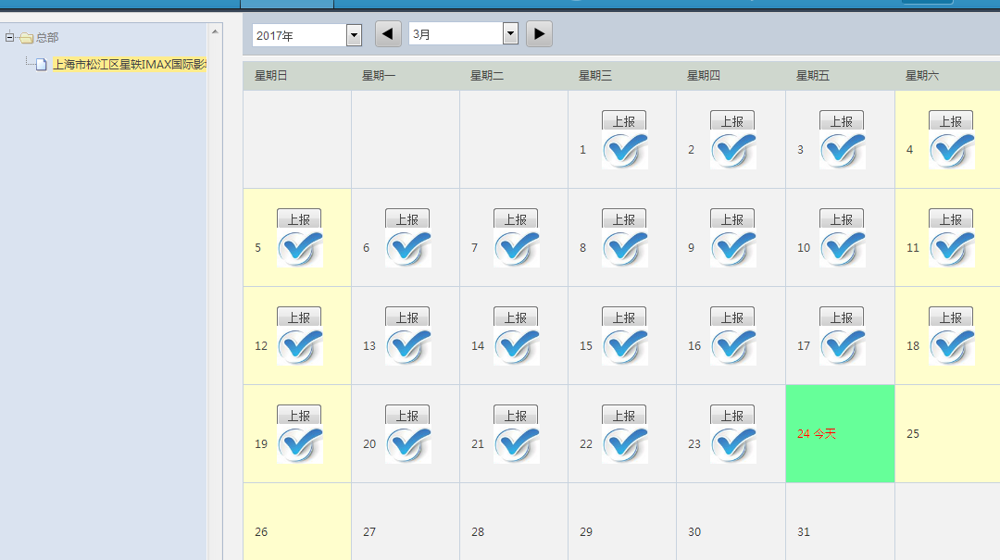 2017年
3月
总部
上海市松江区星轶IMAX国际影
星期日 星期一 星期二 星期三 星期四 星期五 星期六
上报 上报 上报 上报
1 2 3 4
上报 上报 上报 上报 上报 上报 上报
5 6 7 8 9 10 11
上报 上报 上报 上报 上报 上报 上报
12 13 14 15 16 17 18
上报 上报 上报 上报 上报
19 20 21 22 23 24 今天 25
26 27 28 29 30 31